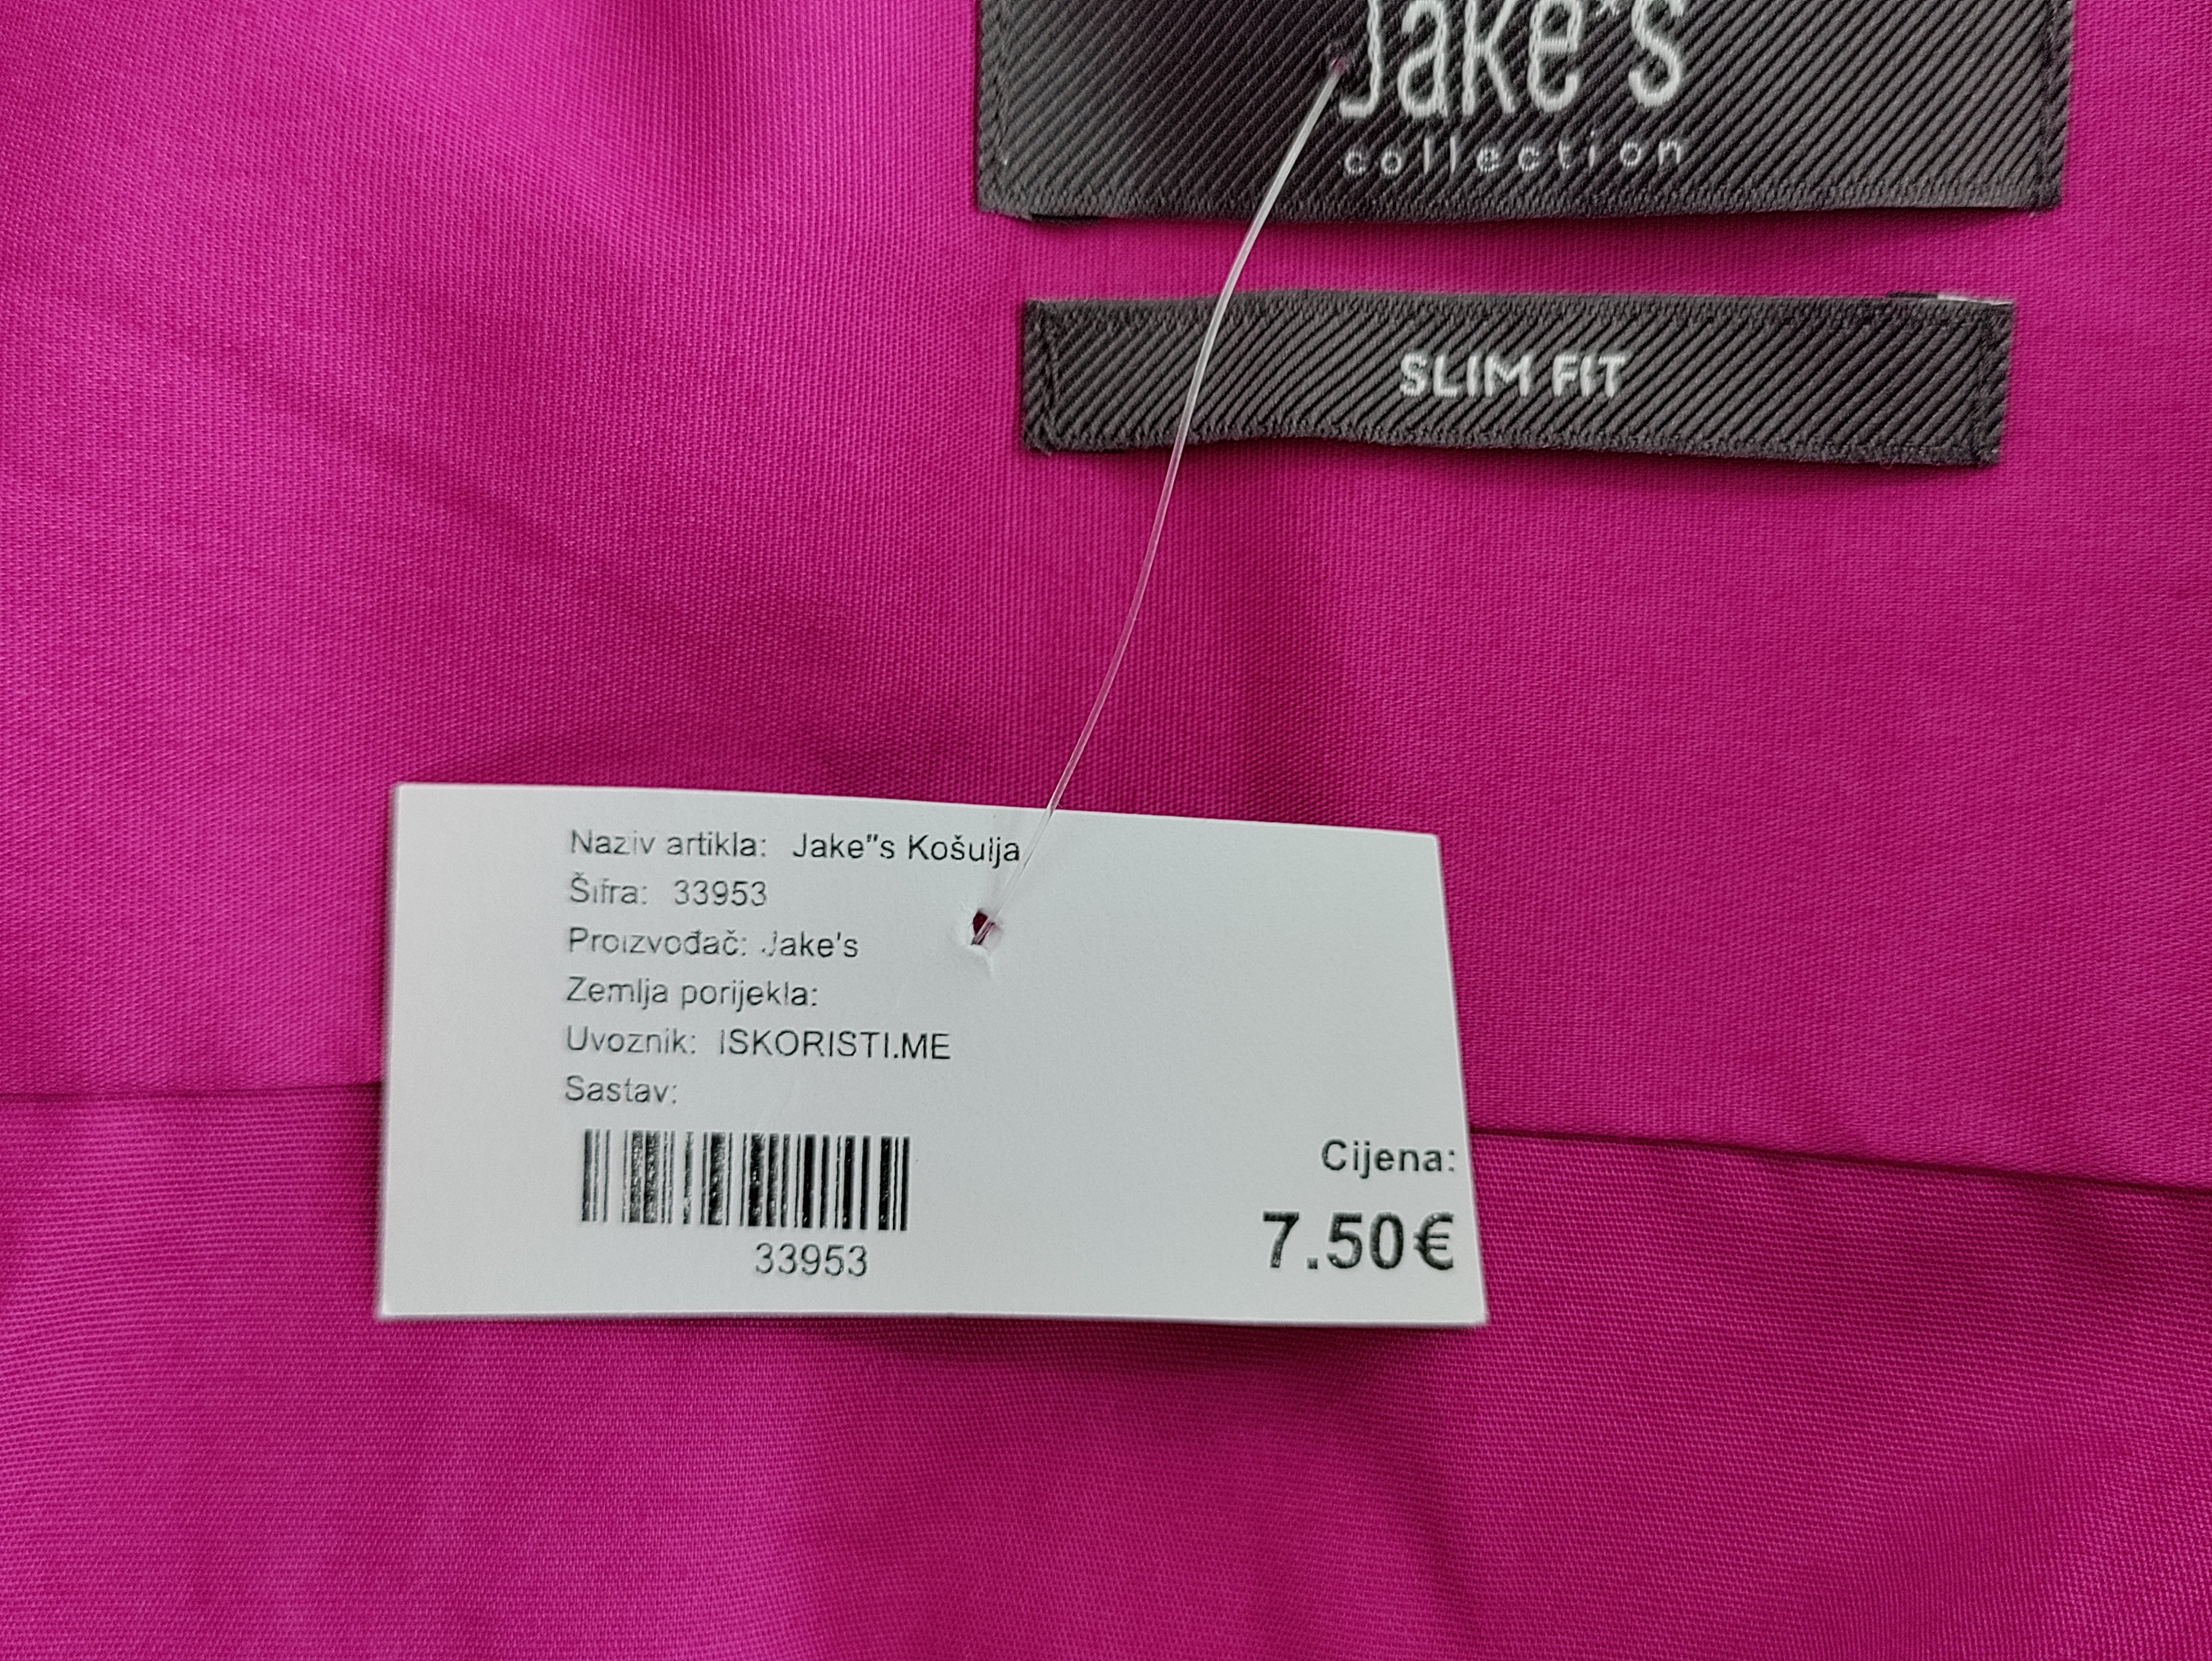 Jake*s
collection
SLIM FIT
Naziv artikla: Jake"s Košulja
Šifra: 33953
Proizvođač: Jake's
Zemlja porijekla:
Uvoznik: ISKORISTI.ME
Sastav:
33953
Cijena:
7.50€